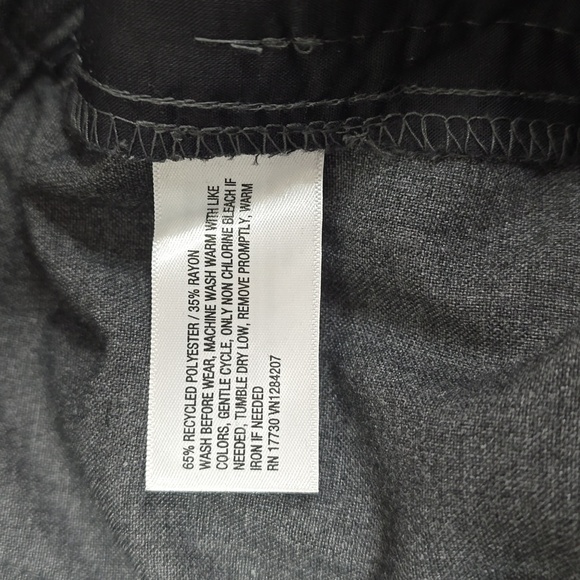 65% RECYCLED POLYESTER / 35% RAYON
WASH BEFORE WEAR, MACHINE WASH WARM WITH LIKE
COLORS, GENTLE CYCLE, ONLY NON CHLORINE BLEACH IF
NEEDED, TUMBLE DRY LOW, REMOVE PROMPTLY, WARM
IRON IF NEEDED
RN 17730 VN1284207